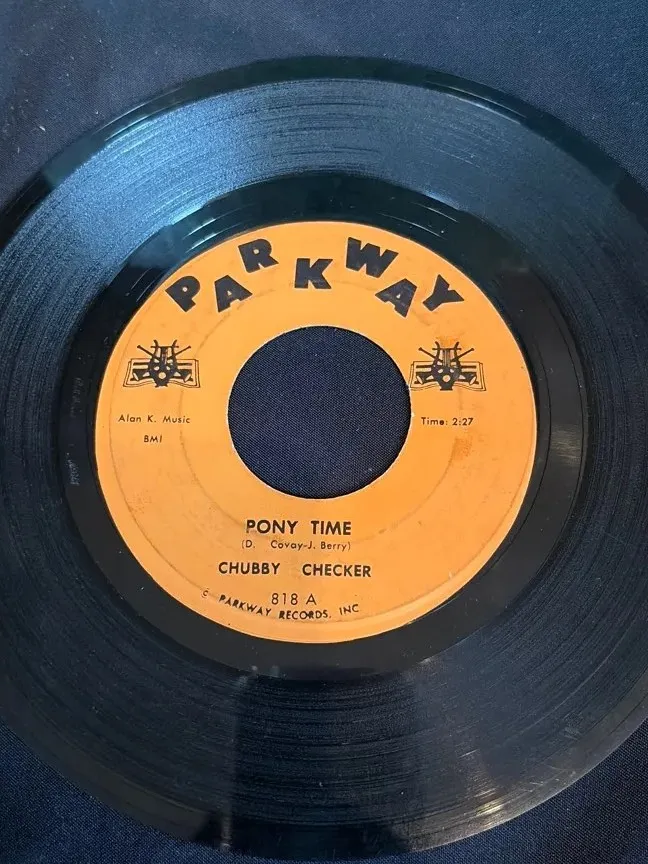 PARKWAY
Alan K. Music
BMI
Time: 2:27
PONY TIME
(D. Covay-J. Berry)
CHUBBY CHECKER
818 A
© PARKWAY RECORDS, INC